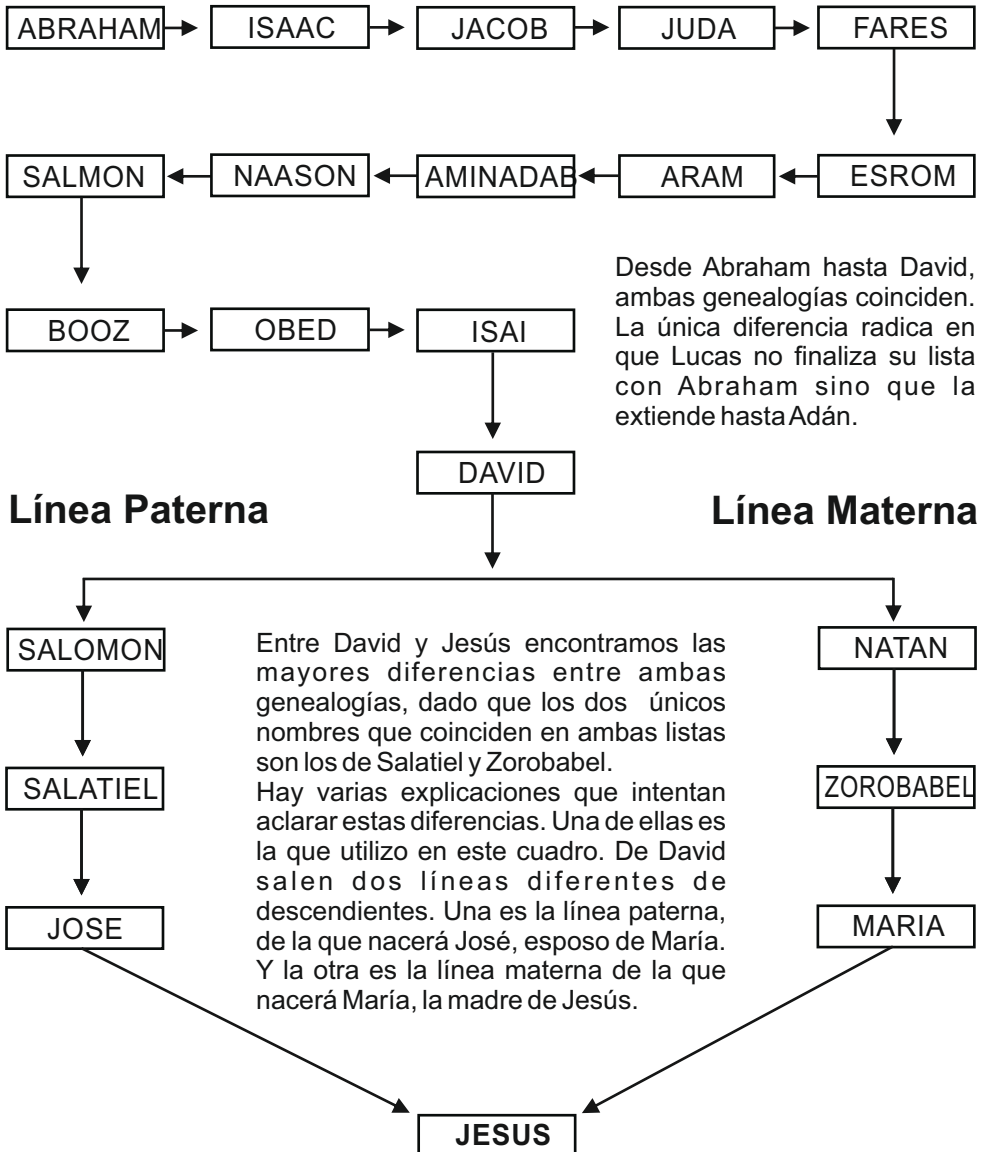 ABRAHAM ISAAC JACOB JUDA FARES
SALMON NAASON AMINADAB ARAM ESROM
Desde Abraham hasta David,
ambas genealogías coinciden.
La única diferencia radica en
que Lucas no finaliza su lista
con Abraham sino que la
extiende hasta Adán.
BOOZ OBED ISAI
DAVID
Línea Paterna
Línea Materna
SALOMON
NATAN
Entre David y Jesús encontramos las
mayores diferencias entre ambas
genealogías, dado que los dos únicos
nombres que coinciden en ambas listas
son los de Salatiel y Zorobabel.
Hay varias explicaciones que intentan
aclarar estas diferencias. Una de ellas es
la que utilizo en este cuadro. De David
salen dos líneas diferentes de
descendientes. Una es la línea paterna,
de la que nacerá José, esposo de María.
Y la otra es la línea materna de la que
nacerá María, la madre de Jesús.
SALATIEL
ZOROBABEL
JOSE
MARIA
JESUS